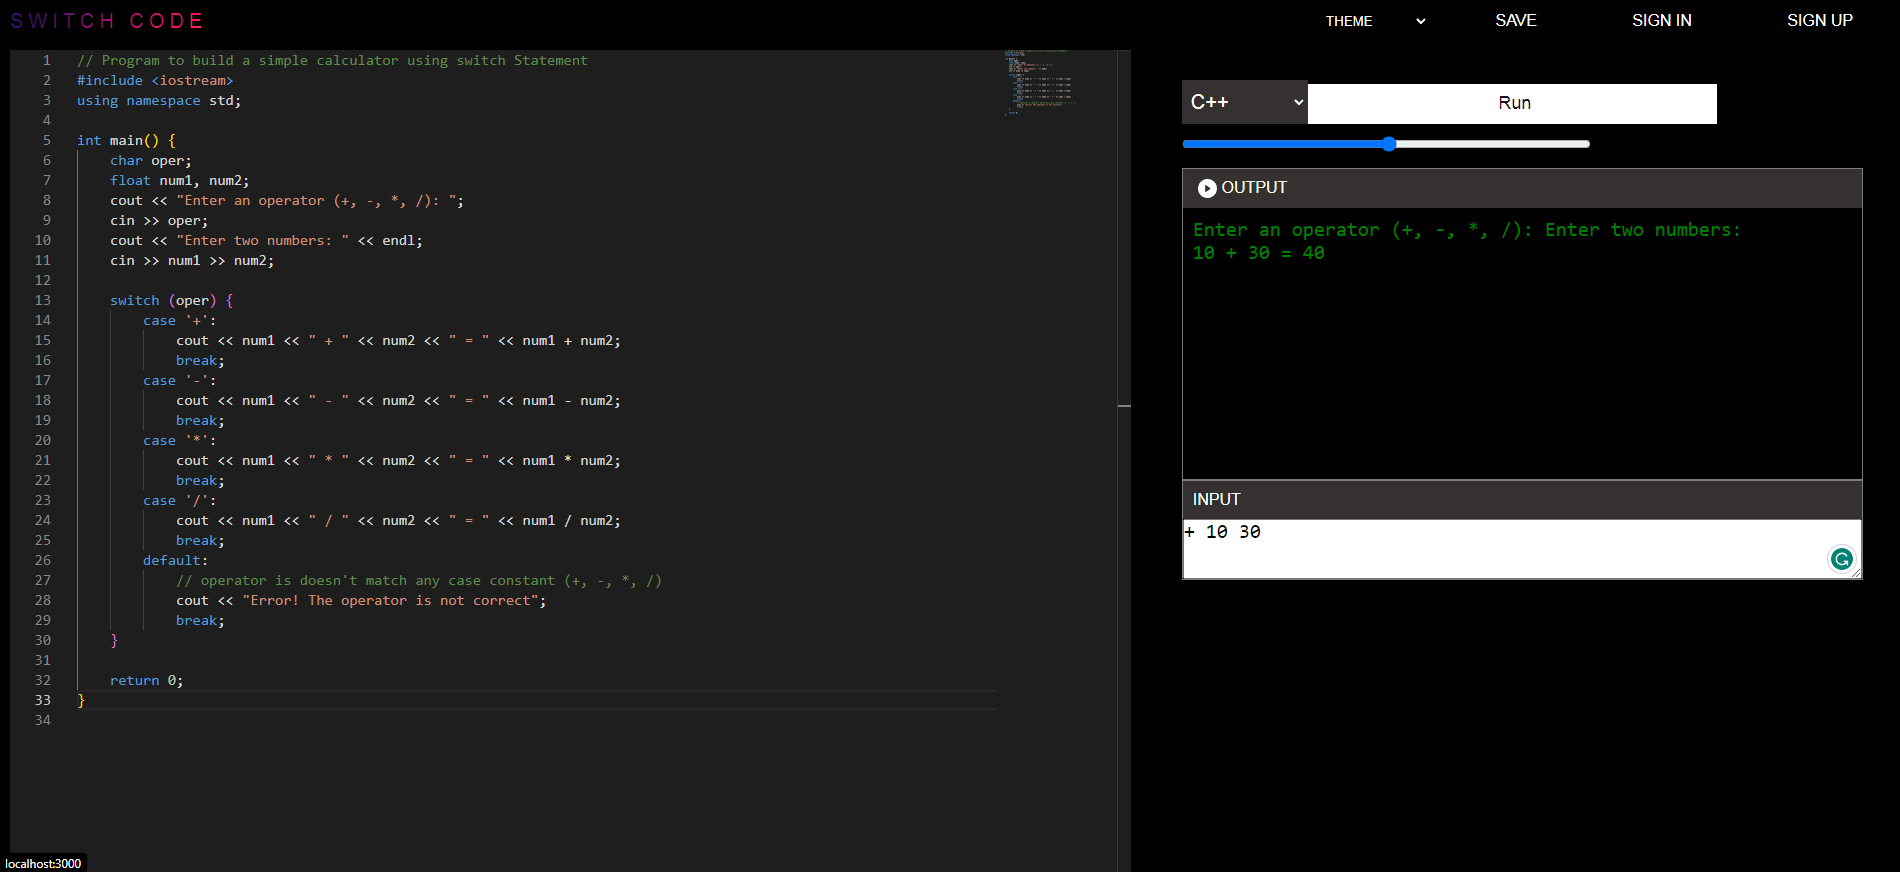 SWITCH CODE
THEME SAVE SIGN IN SIGN UP
1 // Program to build a simple calculator using switch Statement
2 #include <iostream>
3 using namespace std;
4
5 int main() {
6 char oper;
7 float num1, num2;
8 cout << "Enter an operator (+, -, *, /): ";
9 cin >> oper;
10 cout << "Enter two numbers: " << endl;
11 cin >> num1 >> num2;
12
13 switch (oper) {
14 case '+':
15 cout << num1 << " + " << num2 << " = " << num1 + num2;
16 break;
17 case '-':
18 cout << num1 << " - " << num2 << " = " << num1 - num2;
19 break;
20 case '*':
21 cout << num1 << " * " << num2 << " = " << num1 * num2;
22 break;
23 case '/':
24 cout << num1 << " / " << num2 << " = " << num1 / num2;
25 break;
26 default:
27 // operator is doesn't match any case constant (+, -, *, /)
28 cout << "Error! The operator is not correct";
29 break;
30 }
31
32 return 0;
33 }
34
C++ Run
OUTPUT
Enter an operator (+, -, *, /): Enter two numbers:
10 + 30 = 40
INPUT
+ 10 30
localhost:3000